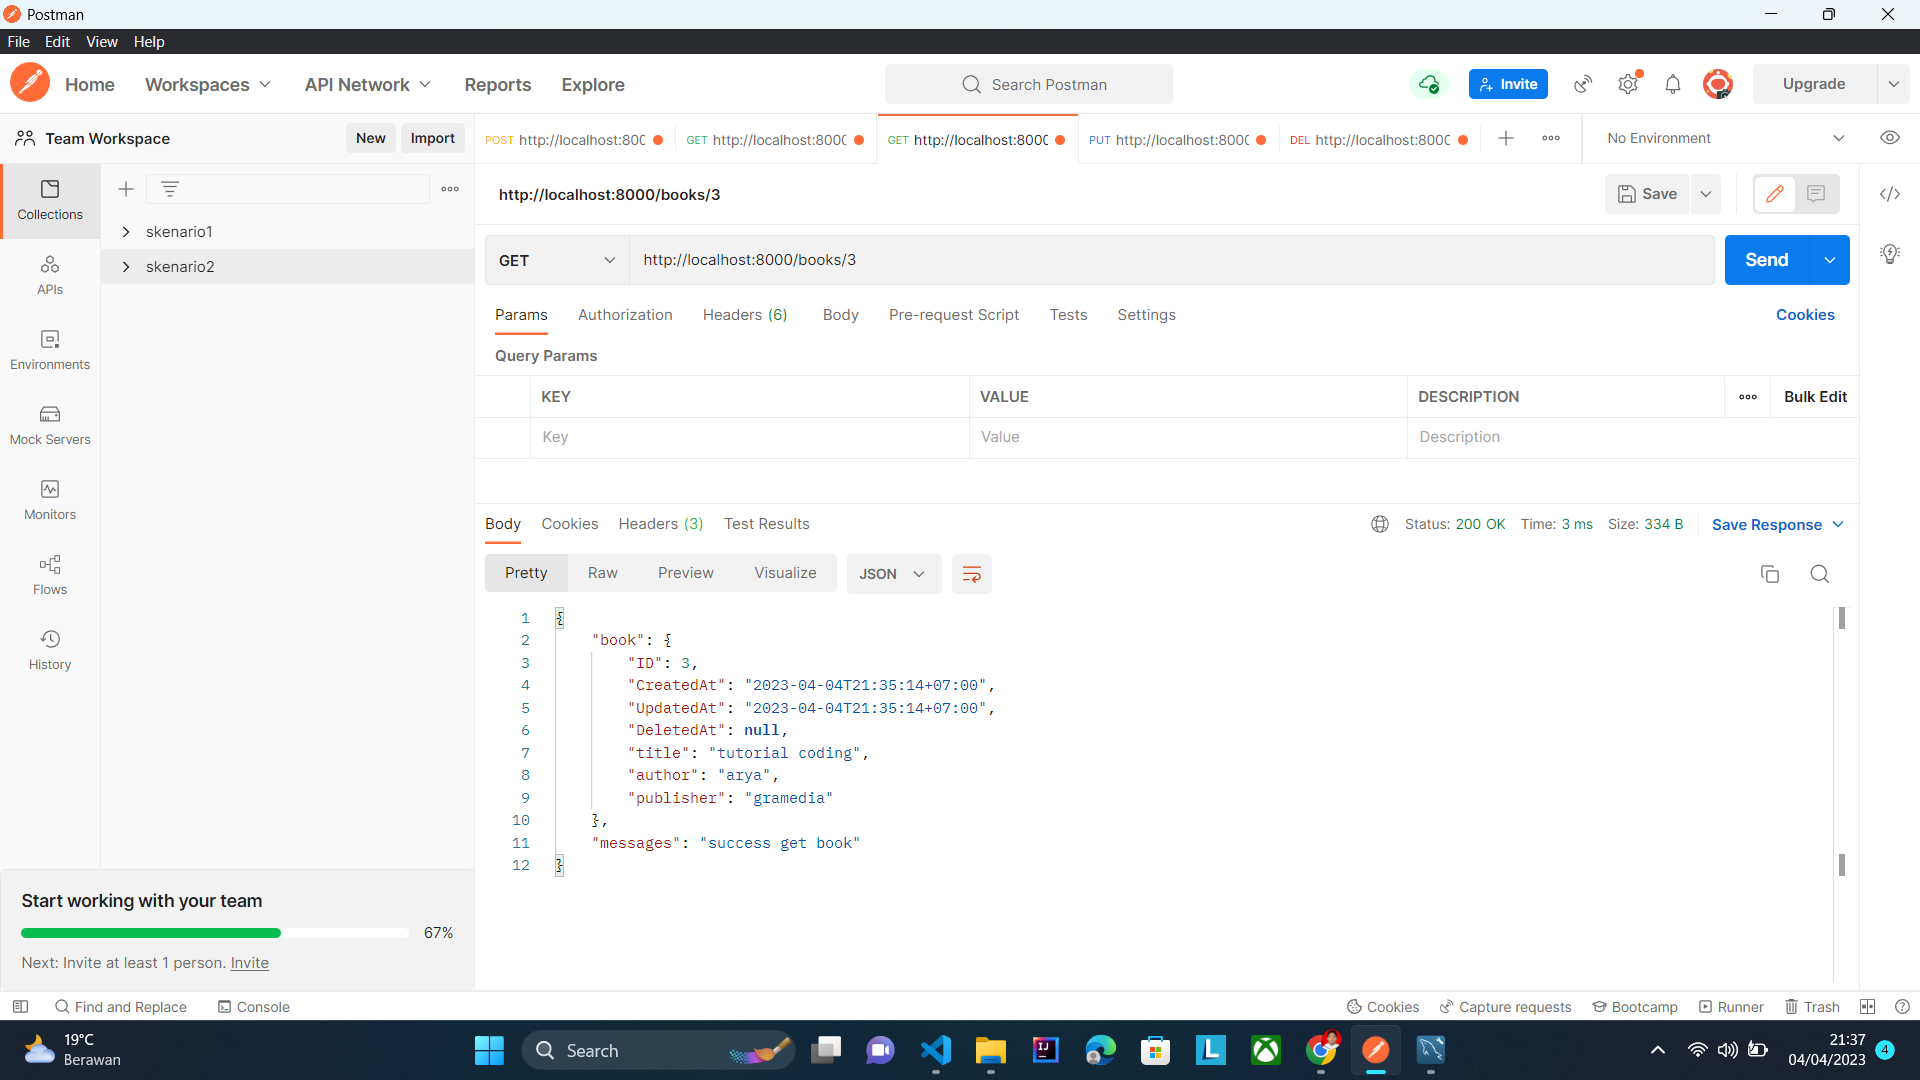 Postman
File Edit View Help
Home Workspaces API Network Reports Explore Search Postman Invite Upgrade
Team Workspace New Import POST http://localhost:800 GET http://localhost:800 GET http://localhost:800 PUT http://localhost:800 DEL http://localhost:800 No Environment
Collections
APIs
Environments
Mock Servers
Monitors
Flows
History
skenario1
skenario2
http://localhost:8000/books/3 Save
GET http://localhost:8000/books/3 Send
Params Authorization Headers (6) Body Pre-request Script Tests Settings Cookies
Query Params
KEY VALUE DESCRIPTION Bulk Edit
Key Value Description
Body Cookies Headers (3) Test Results Status: 200 OK Time: 3 ms Size: 334 B Save Response
Pretty Raw Preview Visualize JSON
1 {
2 "book": {
3 "ID": 3,
4 "CreatedAt": "2023-04-04T21:35:14+07:00",
5 "UpdatedAt": "2023-04-04T21:35:14+07:00",
6 "DeletedAt": null,
7 "title": "tutorial coding",
8 "author": "arya",
9 "publisher": "gramedia"
10 },
11 "messages": "success get book"
12 }
Start working with your team
67%
Next: Invite at least 1 person. Invite
Find and Replace Console Cookies Capture requests Bootcamp Runner Trash
19°C
Berawan
Search
IJ
L
21:37
04/04/2023
4